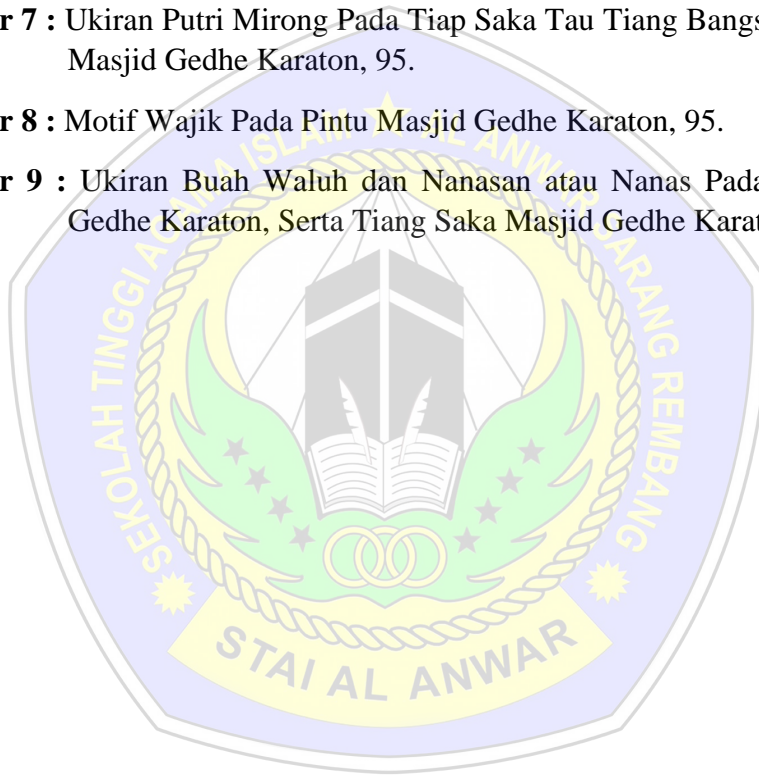 r 7 : Ukiran Putri Mirong Pada Tiap Saka Tau Tiang Bangs
Masjid Gedhe Karaton, 95.
r 8 : Motif Wajik Pada Pintu Masjid Gedhe Karaton, 95.
r 9 : Ukiran Buah Waluh dan Nanasan atau Nanas Pada
Gedhe Karaton, Serta Tiang Saka Masjid Gedhe Karat
SEKOLAH TINGGI AGAMA ISLAM AL ANWAR SARANG REMBANG
STAI AL ANWAR